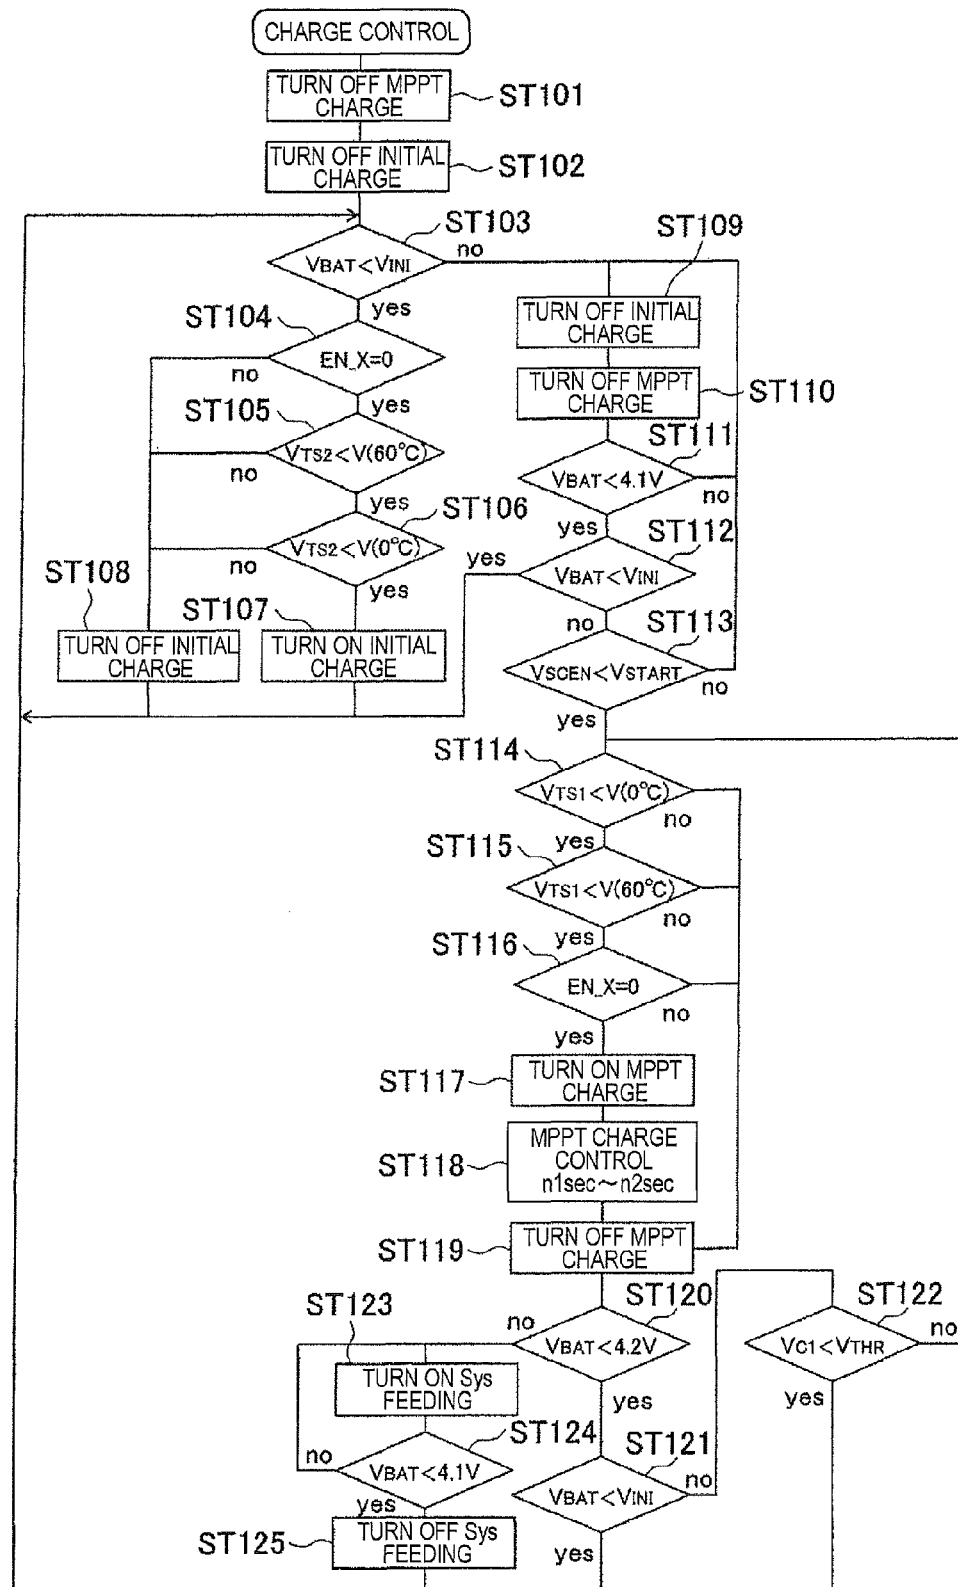 CHARGE CONTROL
TURN OFF MPPT
CHARGE
ST101
TURN OFF INITIAL
CHARGE
ST102
ST103
VBAT<VINI
no
yes
ST104
EN_X=0
no
yes
ST105
VTS2<V(60°C)
no
yes
ST106
VTS2<V(0°C)
no
yes
ST108
TURN OFF INITIAL
CHARGE
ST107
TURN ON INITIAL
CHARGE
ST109
TURN OFF INITIAL
CHARGE
TURN OFF MPPT
CHARGE
ST110
ST111
VBAT<4.1V
no
yes
ST112
yes
VBAT<VINI
no
ST113
VSCEN<VSTART
no
yes
ST114
VTS1<V(0°C)
no
yes
ST115
VTS1<V(60°C)
no
yes
ST116
EN_X=0
no
yes
ST117
TURN ON MPPT
CHARGE
ST118
MPPT CHARGE
CONTROL
n1sec~n2sec
ST119
TURN OFF MPPT
CHARGE
ST120
no
VBAT<4.2V
yes
ST123
TURN ON Sys
FEEDING
ST124
no
VBAT<4.1V
yes
ST125
TURN OFF Sys
FEEDING
ST121
VBAT<VINI
no
yes
ST122
VC1<VTHR
no
yes